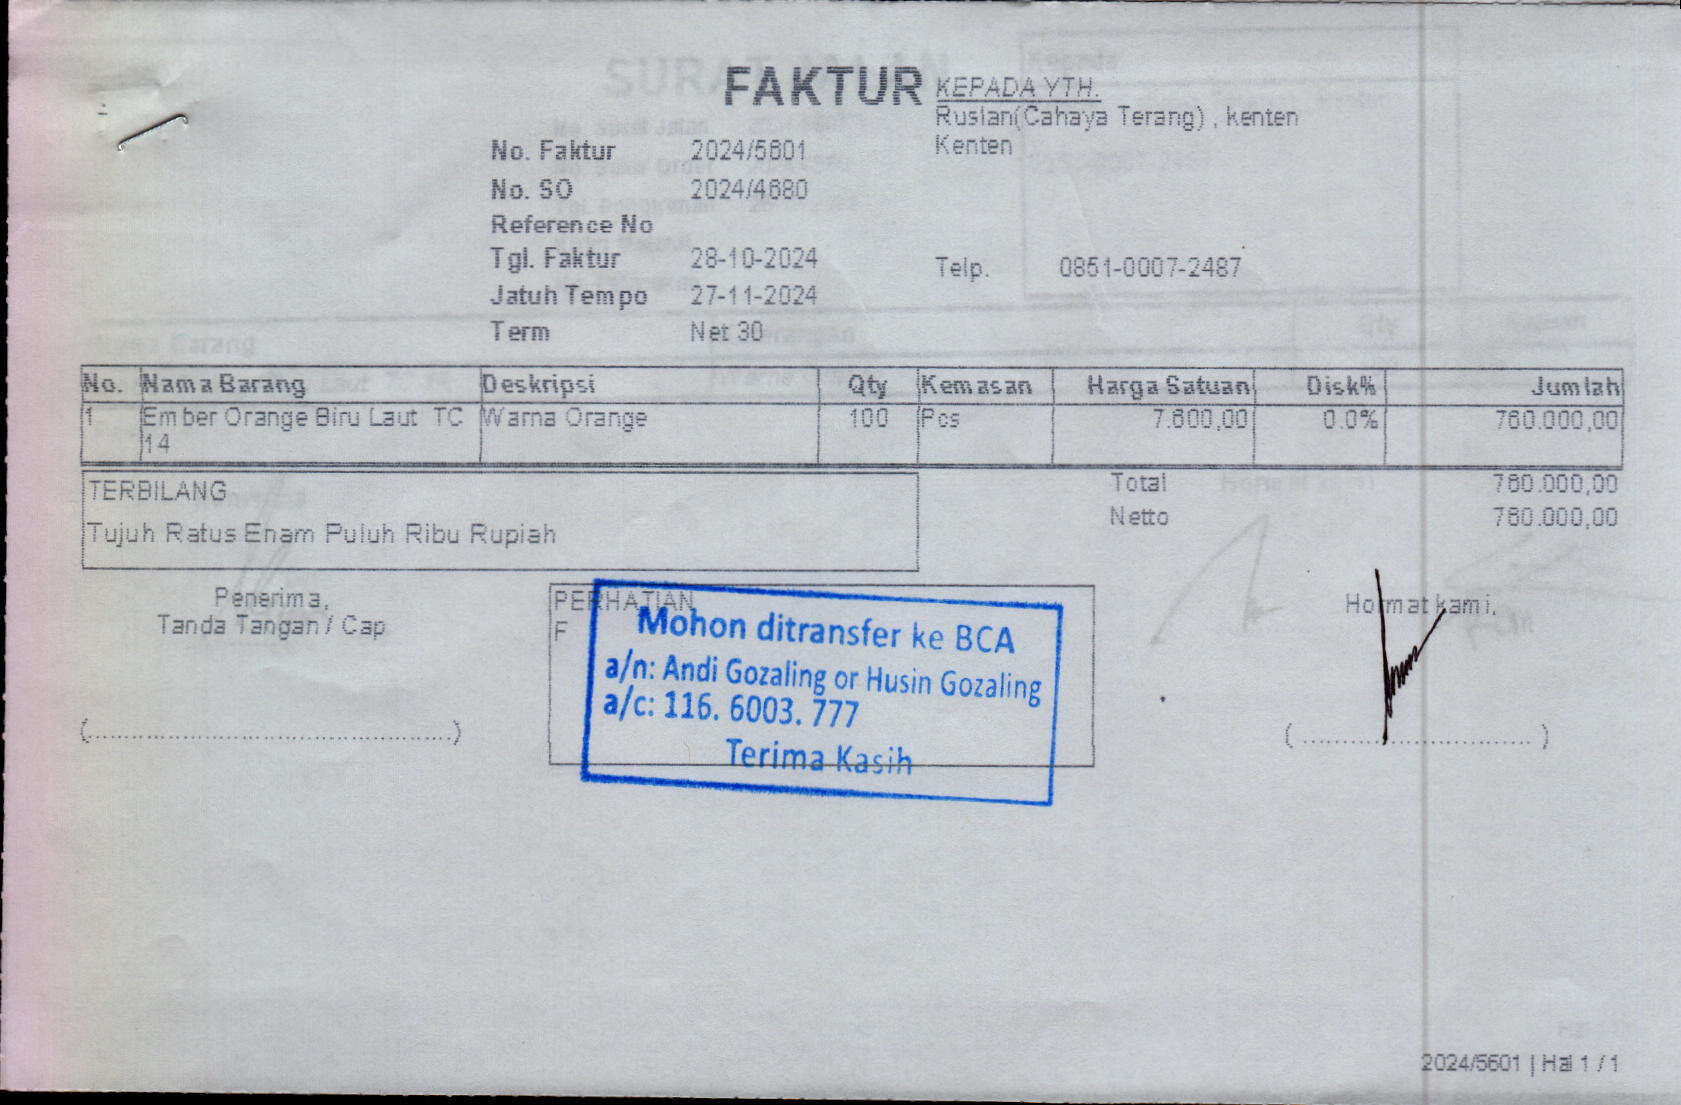 FAKTUR
KEPADA YTH.
Ruslan(Cahaya Terang) , kenten
Kenten
No. Faktur 2024/5601
No. SO 2024/4680
Reference No
Tgl. Faktur 28-10-2024
Telp. 0851-0007-2487
Jatuh Tempo 27-11-2024
Term Net 30
No. Nama Barang Deskripsi Qty Kemasan Harga Satuan Disk% Jumlah
1 Ember Orange Biru Laut TC Warna Orange 100 Pcs 7.600,00 0.0% 760.000,00
14
TERBILANG
Tujuh Ratus Enam Puluh Ribu Rupiah
Total 760.000,00
Netto 760.000,00
Penerima,
Tanda Tangan / Cap
(.............................................)
PERHATIAN
F
Mohon ditransfer ke BCA
a/n: Andi Gozaling or Husin Gozaling
a/c: 116. 6003. 777
Terima Kasih
Hormat kami,
( ............................... )
2024/5601 | Hal 1 / 1